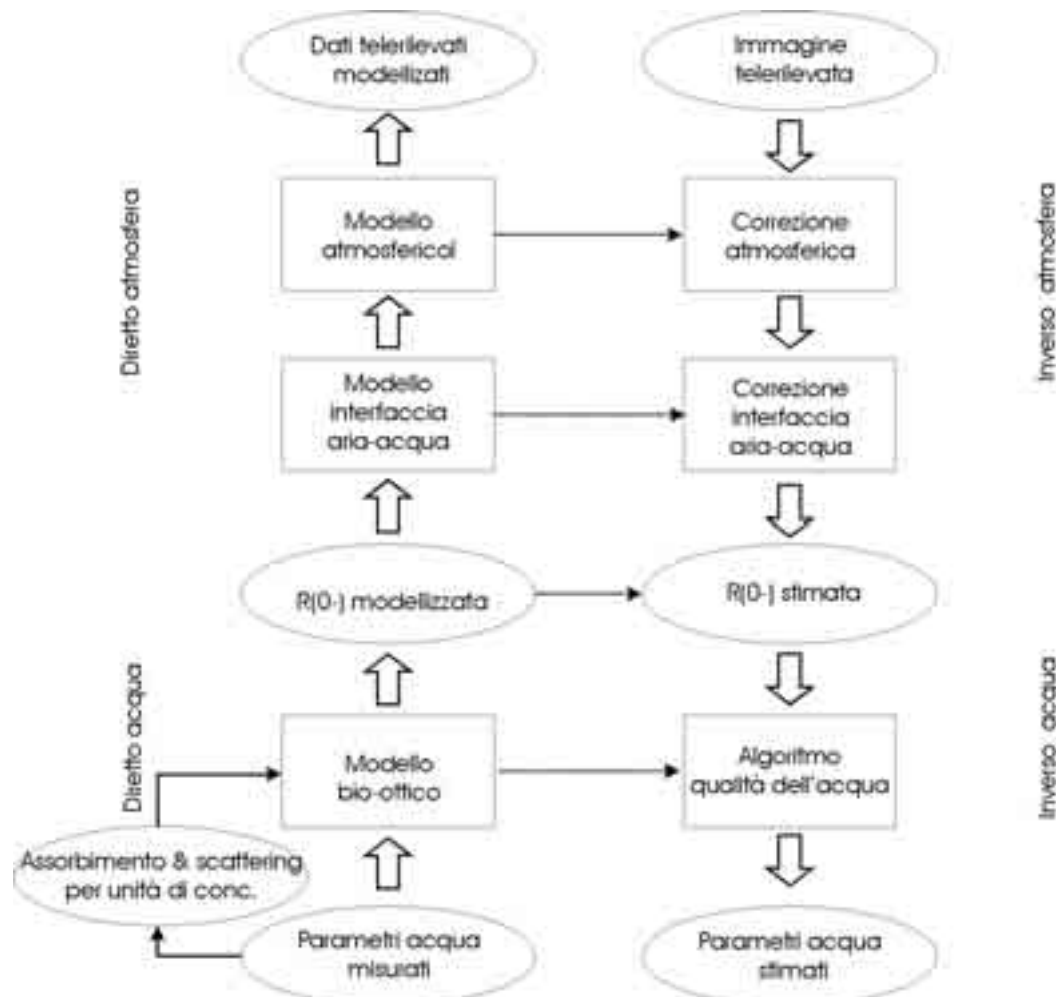 Dati telerilevati
modellizati
Immagine
telerilevata
Diretto atmosfera
Modello
atmosfericol
Correzione
atmosferica
Inverso atmosfera
Modello
interfaccia
aria-acqua
Correzione
interfaccia
aria-acqua
R(0-) modellizzata
R(0-) stimata
Diretto acqua
Modello
bio-ottico
Algoritmo
qualità dell'acqua
Inverso acqua
Assorbimento & scattering
per unità di conc.
Parametri acqua
misurati
Parametri acqua
stimati